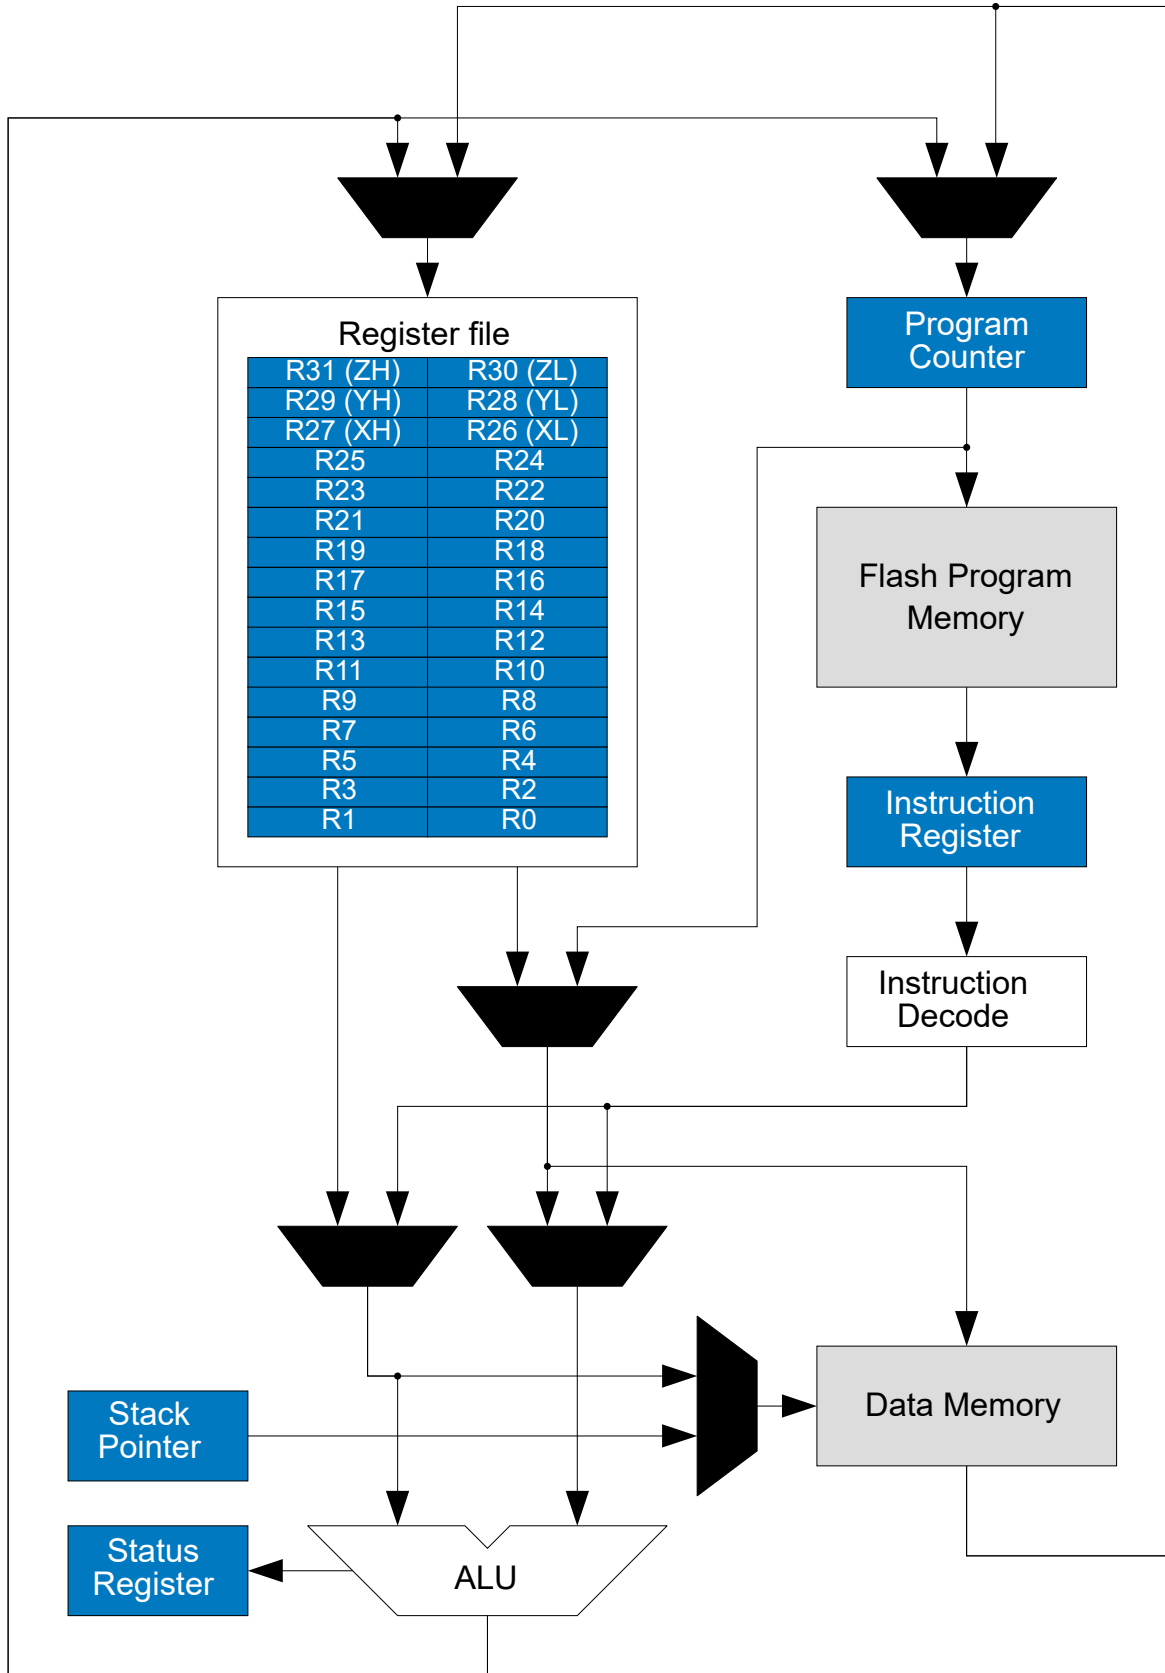 Register file
R31 (ZH) R30 (ZL)
R29 (YH) R28 (YL)
R27 (XH) R26 (XL)
R25 R24
R23 R22
R21 R20
R19 R18
R17 R16
R15 R14
R13 R12
R11 R10
R9 R8
R7 R6
R5 R4
R3 R2
R1 R0
Program
Counter
Flash Program
Memory
Instruction
Register
Instruction
Decode
Data Memory
Stack
Pointer
Status
Register
ALU